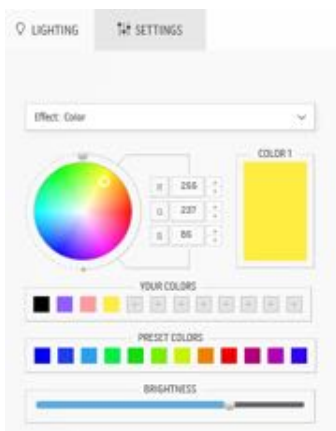 LIGHTING
SETTINGS
Effect: Color
COLOR 1
R 255
G 237
B 86
YOUR COLORS
PRESET COLORS
BRIGHTNESS